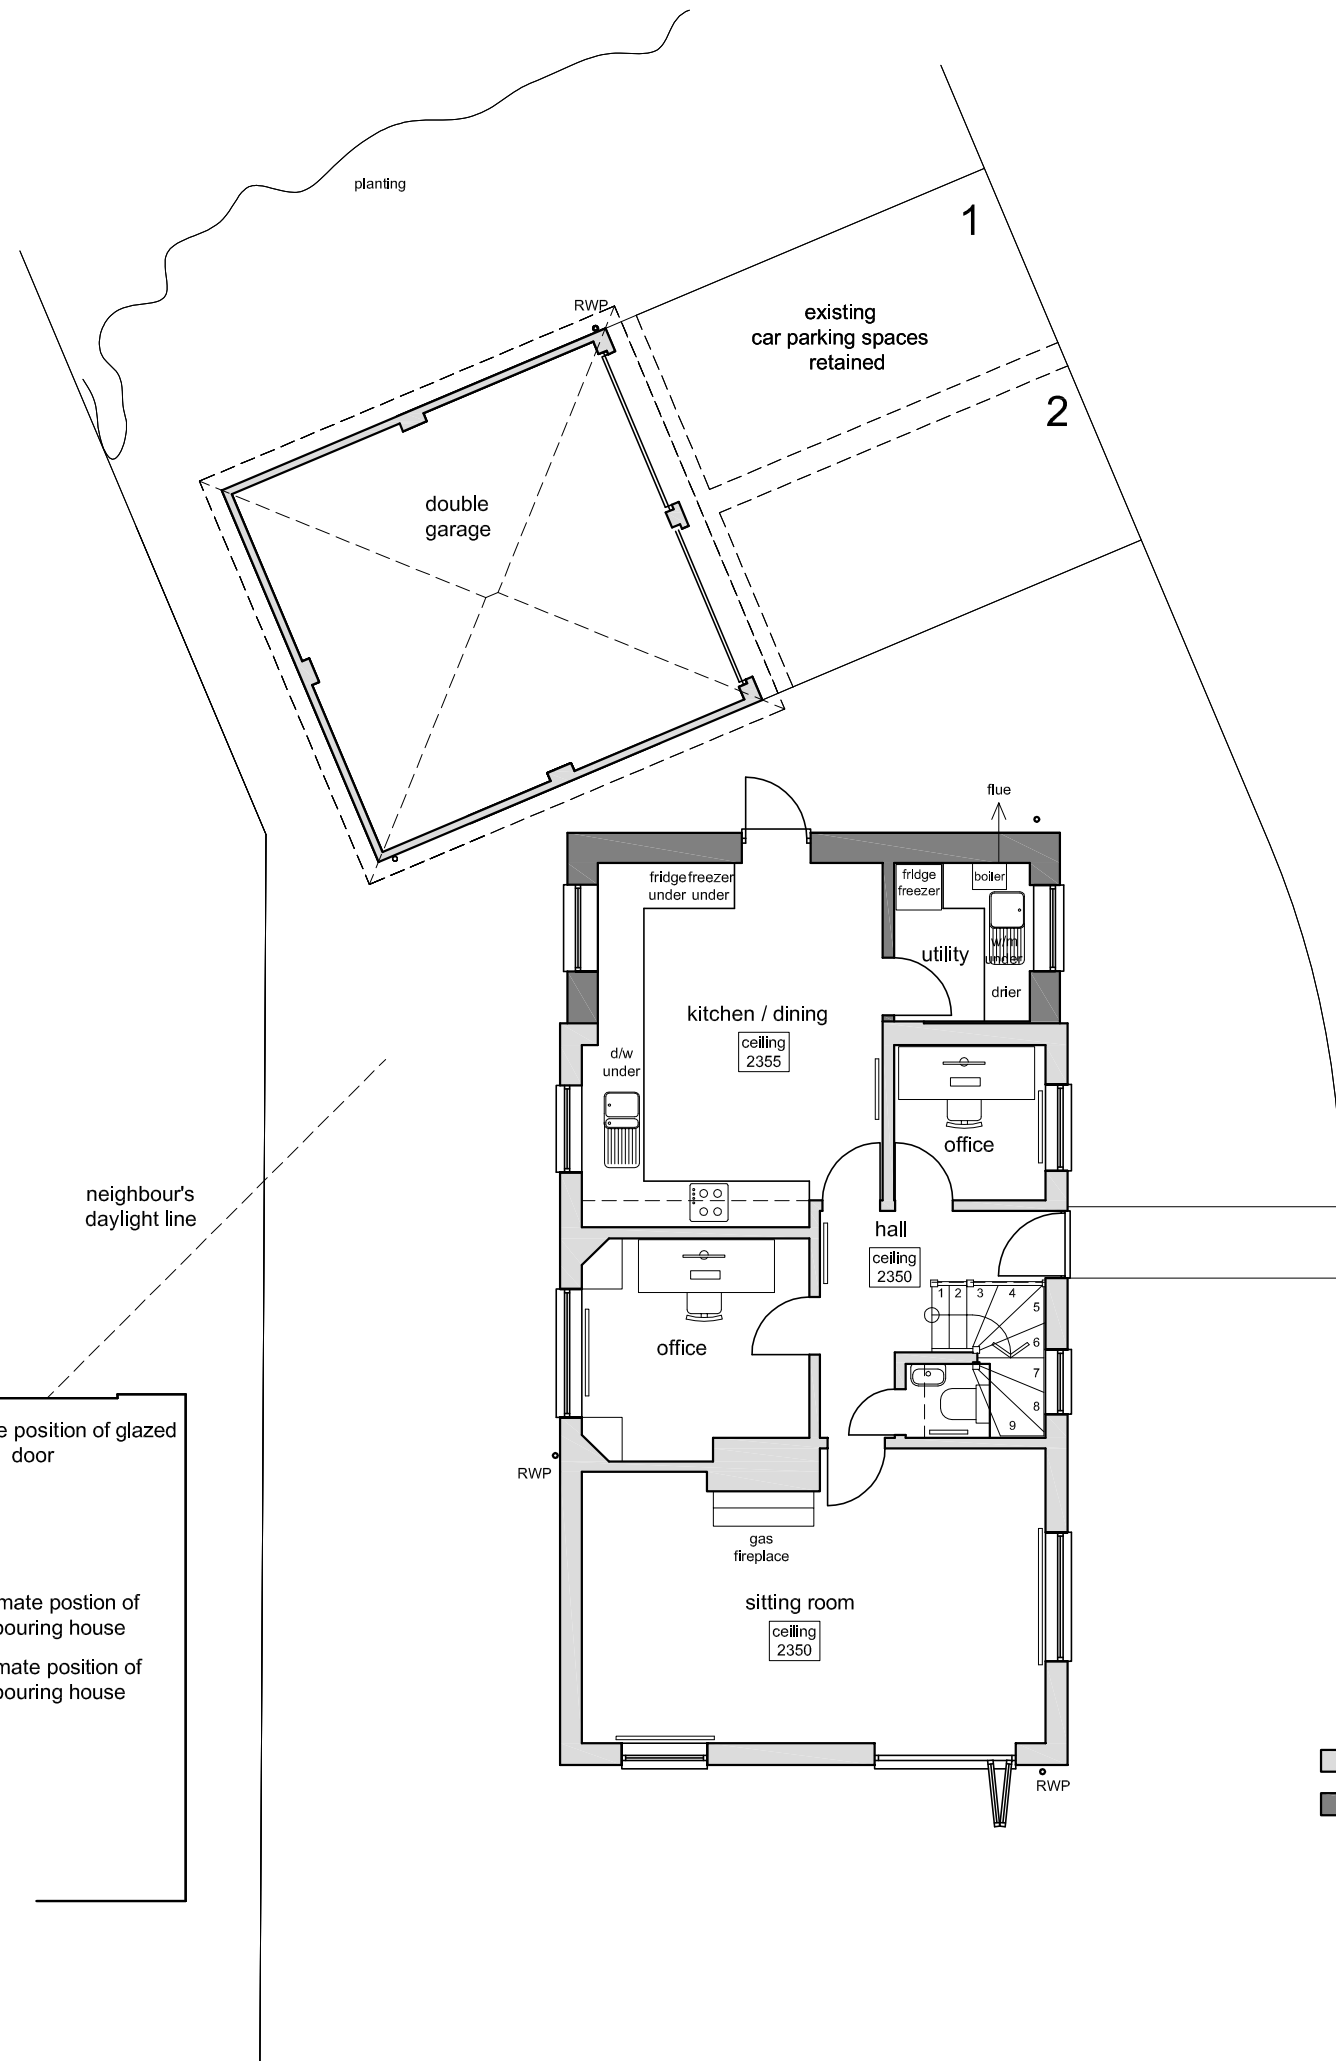 planting
1
RWP
existing
car parking spaces
retained
2
double
garage
flue
fridge freezer
under under
fridge
freezer
boiler
utility
w/m
under
drier
kitchen / dining
ceiling
2355
d/w
under
office
neighbour's
daylight line
hall
ceiling
2350
1 2 3 4
5
6
7
8
9
office
e position of glazed
door
RWP
gas
fireplace
mate postion of
bouring house
sitting room
ceiling
2350
mate position of
bouring house
RWP